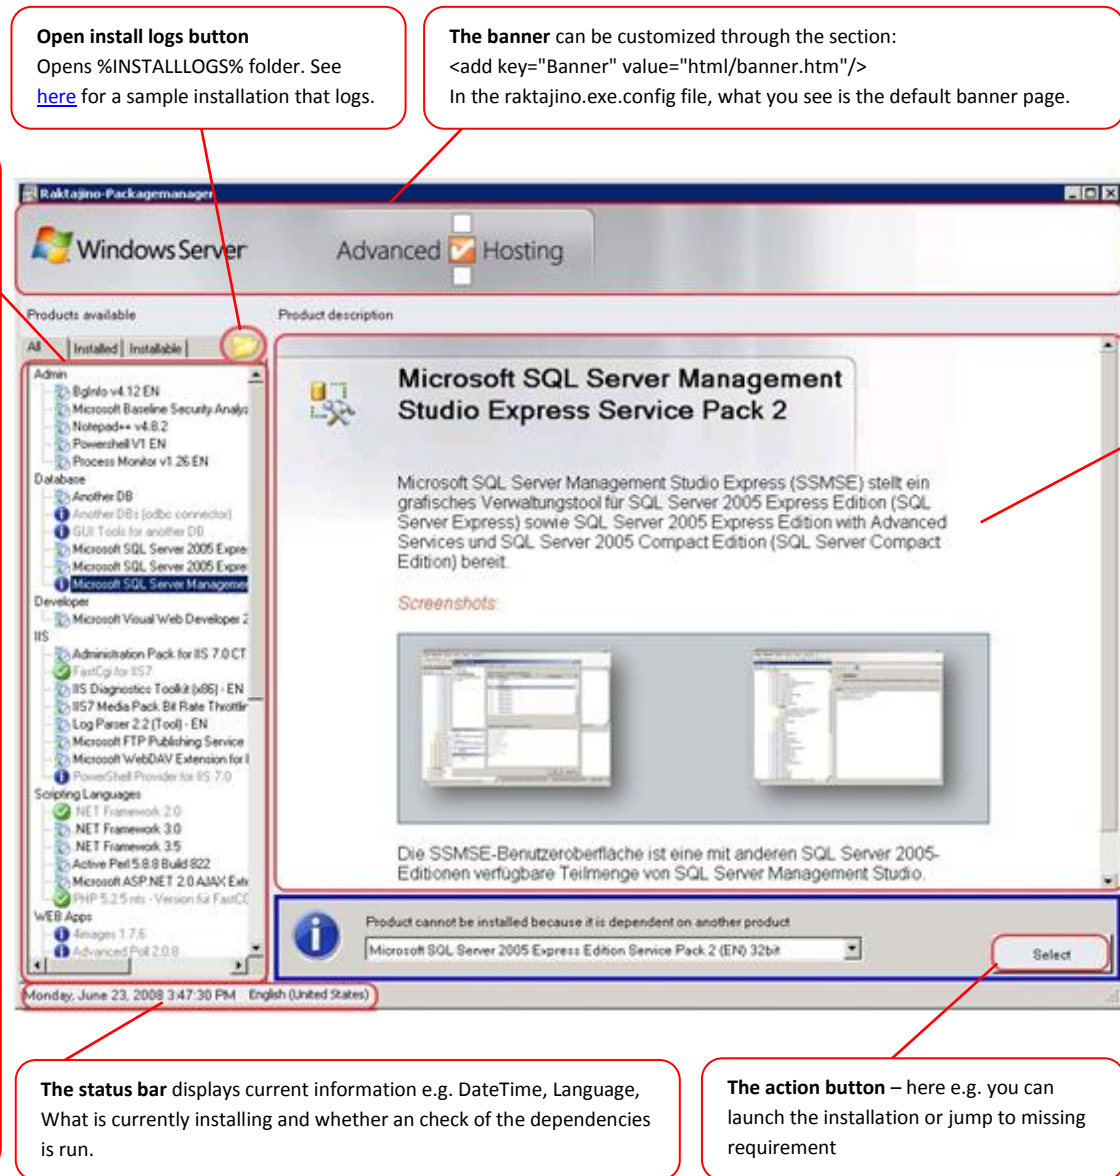 Open install logs button
Opens %INSTALLLOGS% folder. See
here for a sample installation that logs.
The banner can be customized through the section:
<add key="Banner" value="html/banner.htm"/>
In the raktajino.exe.config file, what you see is the default banner page.
Raktajino-Packagemanager
Windows Server
Advanced Hosting
Products available
Product description
All Installed Installable
Admin
BgInfo v4.12 EN
Microsoft Baseline Security Analyz
Notepad++ v4.8.2
Powershell V1 EN
Process Monitor v1.26 EN
Database
Another DB
Another DBs (odbc connector)
GUI Tools for another DB
Microsoft SQL Server 2005 Expre
Microsoft SQL Server 2005 Expre
Microsoft SQL Server Managemen
Developer
Microsoft Visual Web Developer 2
IIS
Administration Pack for IIS 7.0 CT
FastCgi for IIS7
IIS Diagnostics Toolkit (x86) - EN
IIS7 Media Pack Bit Rate Throttlin
Log Parser 2.2 (Tool) - EN
Microsoft FTP Publishing Service
Microsoft WebDAV Extension for I
PowerShell Provider for IIS 7.0
Scripting Languages
.NET Framework 2.0
.NET Framework 3.0
.NET Framework 3.5
Active Perl 5.8.8 Build 822
Microsoft ASP.NET 2.0 AJAX Exte
PHP 5.2.5 nts - Version für FastCG
WEB Apps
4images 1.7.6
Advanced Poll 2.0.8
Microsoft SQL Server Management
Studio Express Service Pack 2
Microsoft SQL Server Management Studio Express (SSMSE) stellt ein
grafisches Verwaltungstool für SQL Server 2005 Express Edition (SQL
Server Express) sowie SQL Server 2005 Express Edition with Advanced
Services und SQL Server 2005 Compact Edition (SQL Server Compact
Edition) bereit.
Screenshots:
Die SSMSE-Benutzeroberfläche ist eine mit anderen SQL Server 2005-
Editionen verfügbare Teilmenge von SQL Server Management Studio.
Product cannot be installed because it is dependent on another product
Microsoft SQL Server 2005 Express Edition Service Pack 2 (EN) 32bit
Select
Monday, June 23, 2008 3:47:30 PM English (United States)
The status bar displays current information e.g. DateTime, Language,
What is currently installing and whether an check of the dependencies
is run.
The action button – here e.g. you can
launch the installation or jump to missing
requirement